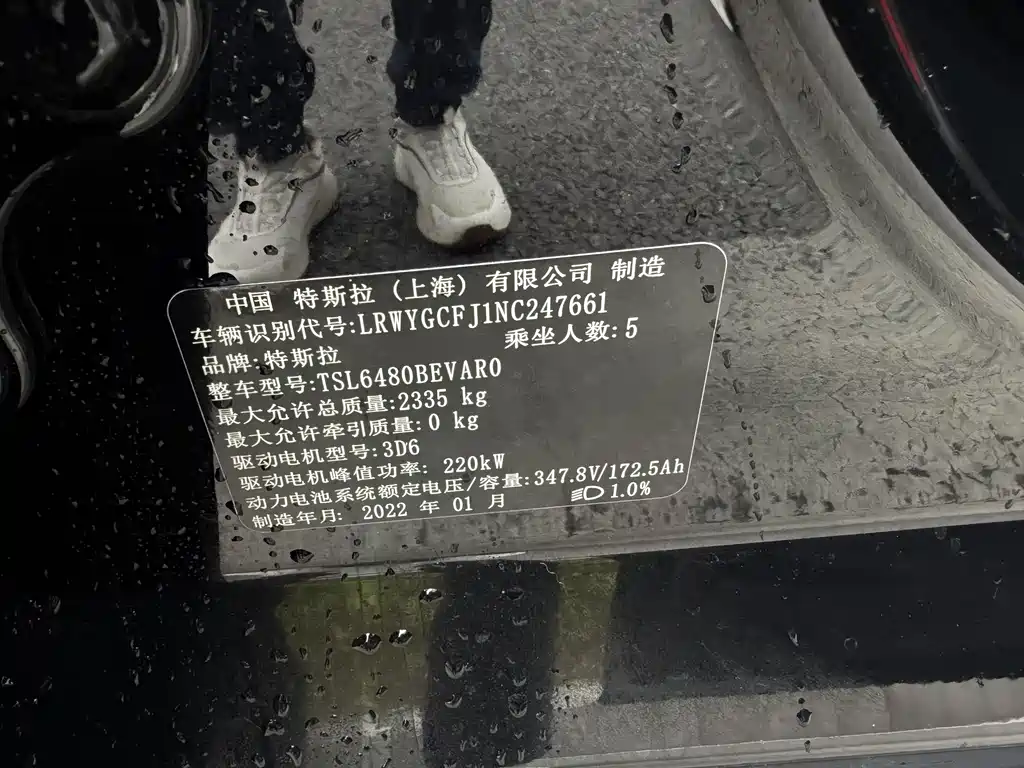 中国 特斯拉 (上海) 有限公司 制造
车辆识别代号:LRWYGCFJ1NC247661
品牌:特斯拉 乘坐人数:5
整车型号:TSL6480BEVAR0
最大允许总质量:2335 kg
最大允许牵引质量: 0 kg
驱动电机型号:3D6
驱动电机峰值功率: 220kW
动力电池系统额定电压/容量:347.8V/172.5Ah
制造年月: 2022 年 01 月 1.0%